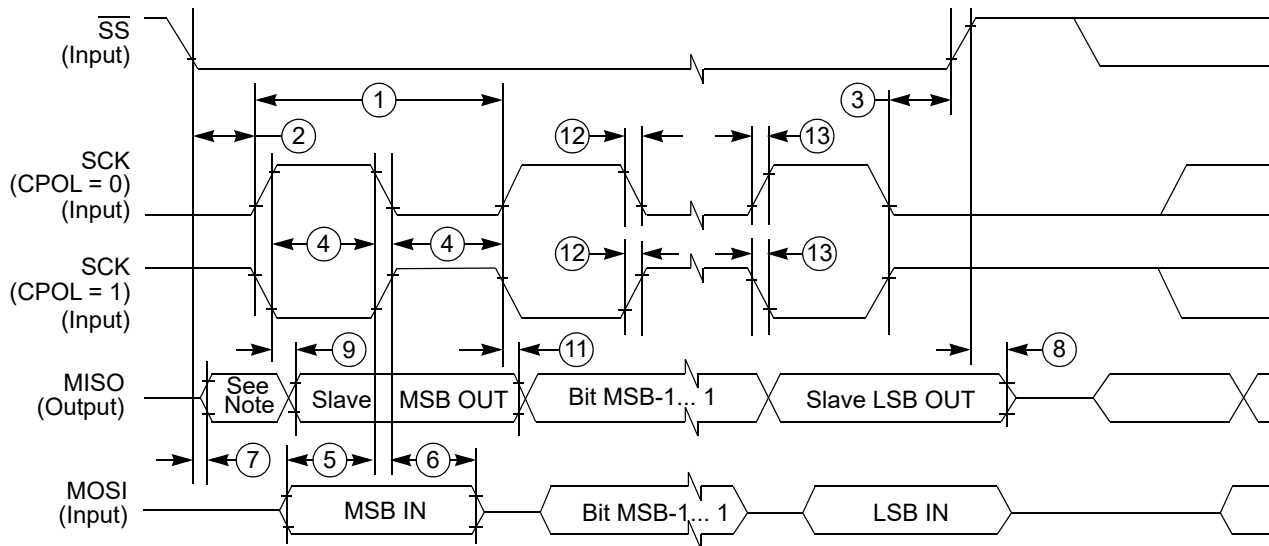 SS
(Input)
1
3
2
12
13
SCK
(CPOL = 0)
(Input)
4
4
12
13
SCK
(CPOL = 1)
(Input)
9
11
8
MISO
(Output)
See
Note
Slave
MSB OUT
Bit MSB-1... 1
Slave LSB OUT
7
5
6
MOSI
(Input)
MSB IN
Bit MSB-1... 1
LSB IN